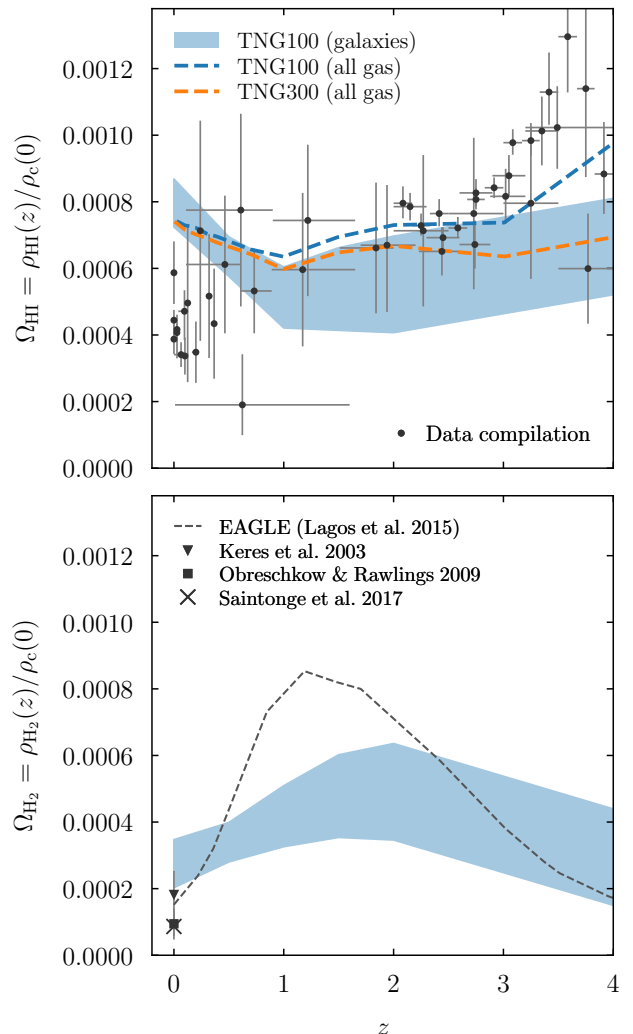 TNG100 (galaxies)
TNG100 (all gas)
TNG300 (all gas)
0.0012
0.0010
0.0008
0.0006
0.0004
0.0002
0.0000
Ω_HI = ρ_HI(z)/ρ_c(0)
Data compilation
EAGLE (Lagos et al. 2015)
Keres et al. 2003
Obreschkow & Rawlings 2009
Saintonge et al. 2017
0.0012
0.0010
0.0008
0.0006
0.0004
0.0002
0.0000
Ω_H₂ = ρ_H₂(z)/ρ_c(0)
0 1 2 3 4
z